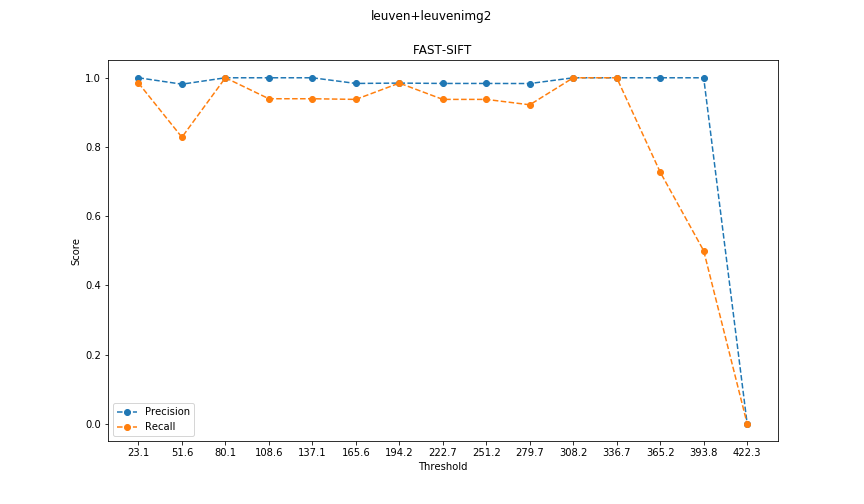 leuven+leuvenimg2
FAST-SIFT
1.0
0.8
0.6
0.4
0.2
0.0
Score
Precision
Recall
23.1 51.6 80.1 108.6 137.1 165.6 194.2 222.7 251.2 279.7 308.2 336.7 365.2 393.8 422.3
Threshold